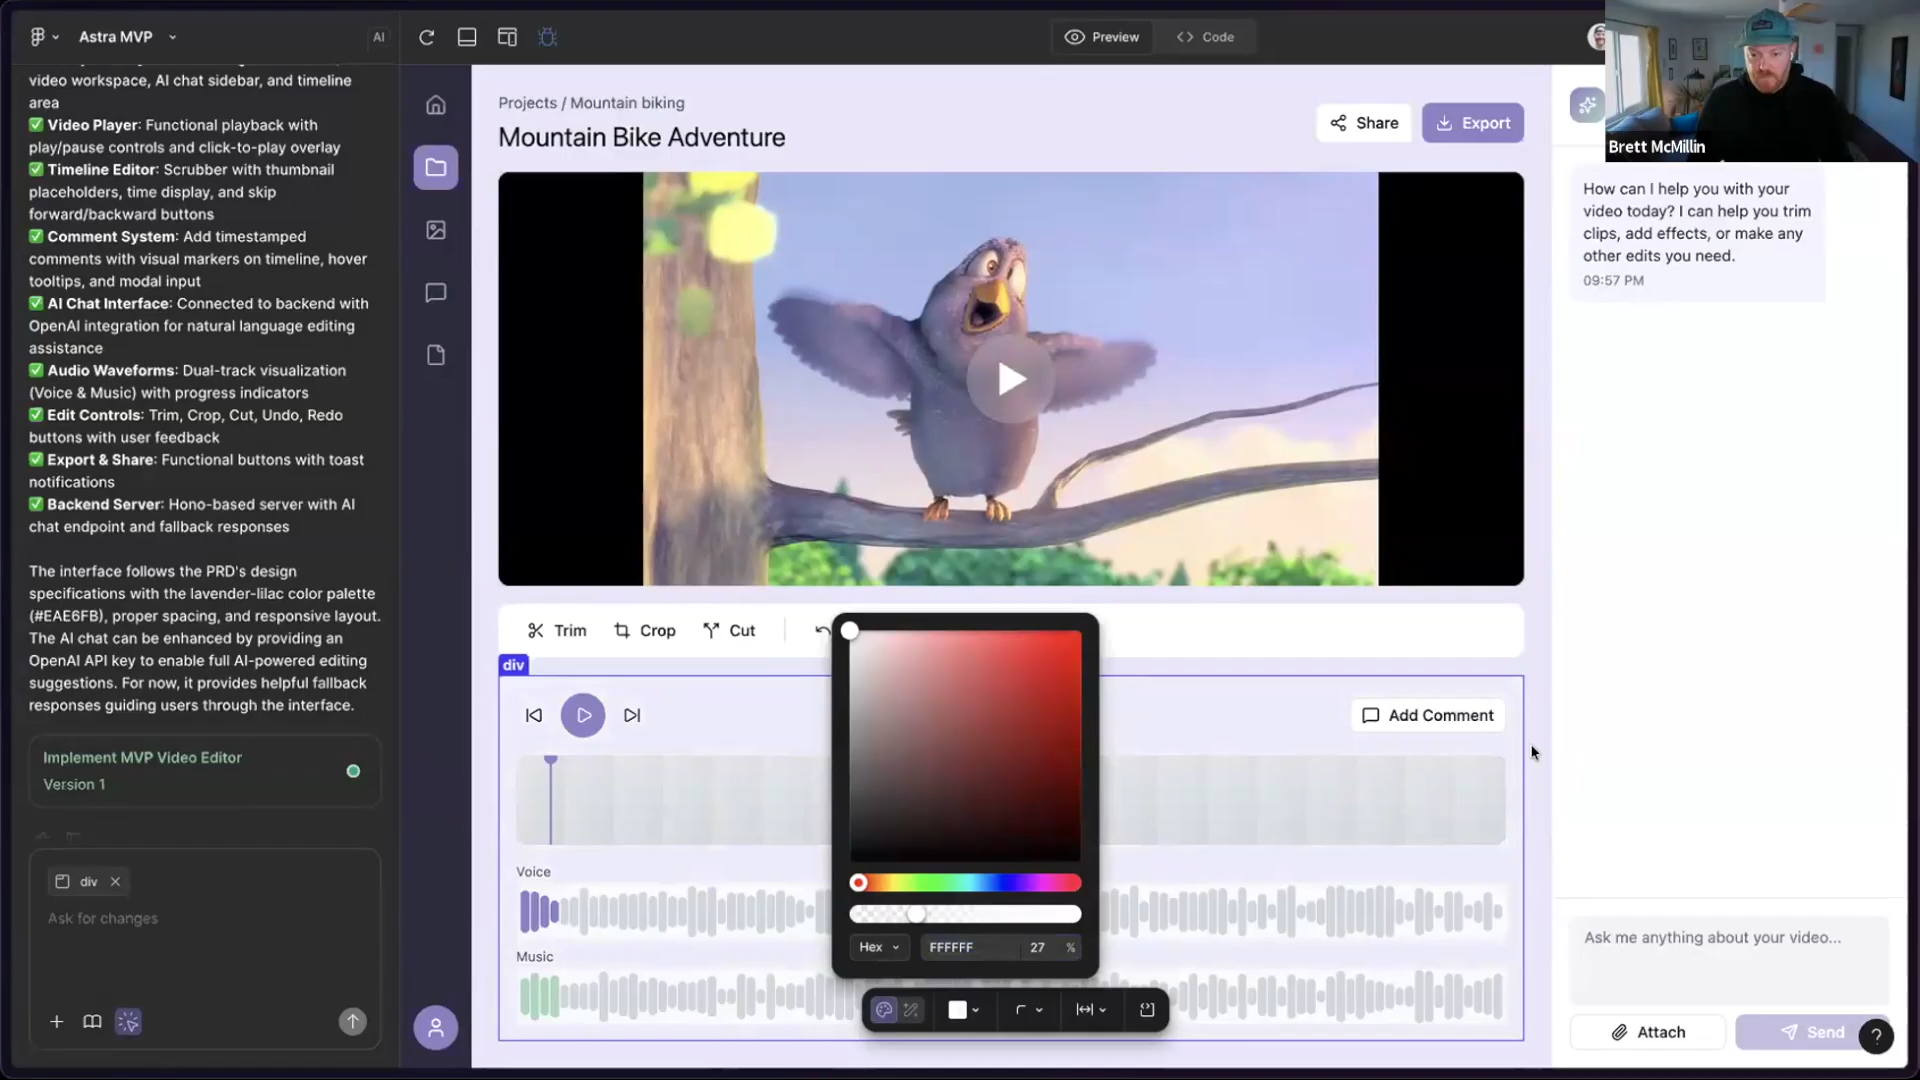 Astra MVP
AI
Preview
Code
video workspace, AI chat sidebar, and timeline
area
✅ Video Player: Functional playback with
play/pause controls and click-to-play overlay
✅ Timeline Editor: Scrubber with thumbnail
placeholders, time display, and skip
forward/backward buttons
✅ Comment System: Add timestamped
comments with visual markers on timeline, hover
tooltips, and modal input
✅ AI Chat Interface: Connected to backend with
OpenAI integration for natural language editing
assistance
✅ Audio Waveforms: Dual-track visualization
(Voice & Music) with progress indicators
✅ Edit Controls: Trim, Crop, Cut, Undo, Redo
buttons with user feedback
✅ Export & Share: Functional buttons with toast
notifications
✅ Backend Server: Hono-based server with AI
chat endpoint and fallback responses
The interface follows the PRD's design
specifications with the lavender-lilac color palette
(#EAE6FB), proper spacing, and responsive layout.
The AI chat can be enhanced by providing an
OpenAI API key to enable full AI-powered editing
suggestions. For now, it provides helpful fallback
responses guiding users through the interface.
Implement MVP Video Editor
Version 1
div
Ask for changes
Projects / Mountain biking
Mountain Bike Adventure
Share
Export
Trim
Crop
Cut
div
Add Comment
Voice
Music
Hex
FFFFFF
27
%
Brett McMillin
How can I help you with your
video today? I can help you trim
clips, add effects, or make any
other edits you need.
09:57 PM
Ask me anything about your video...
Attach
Send
?